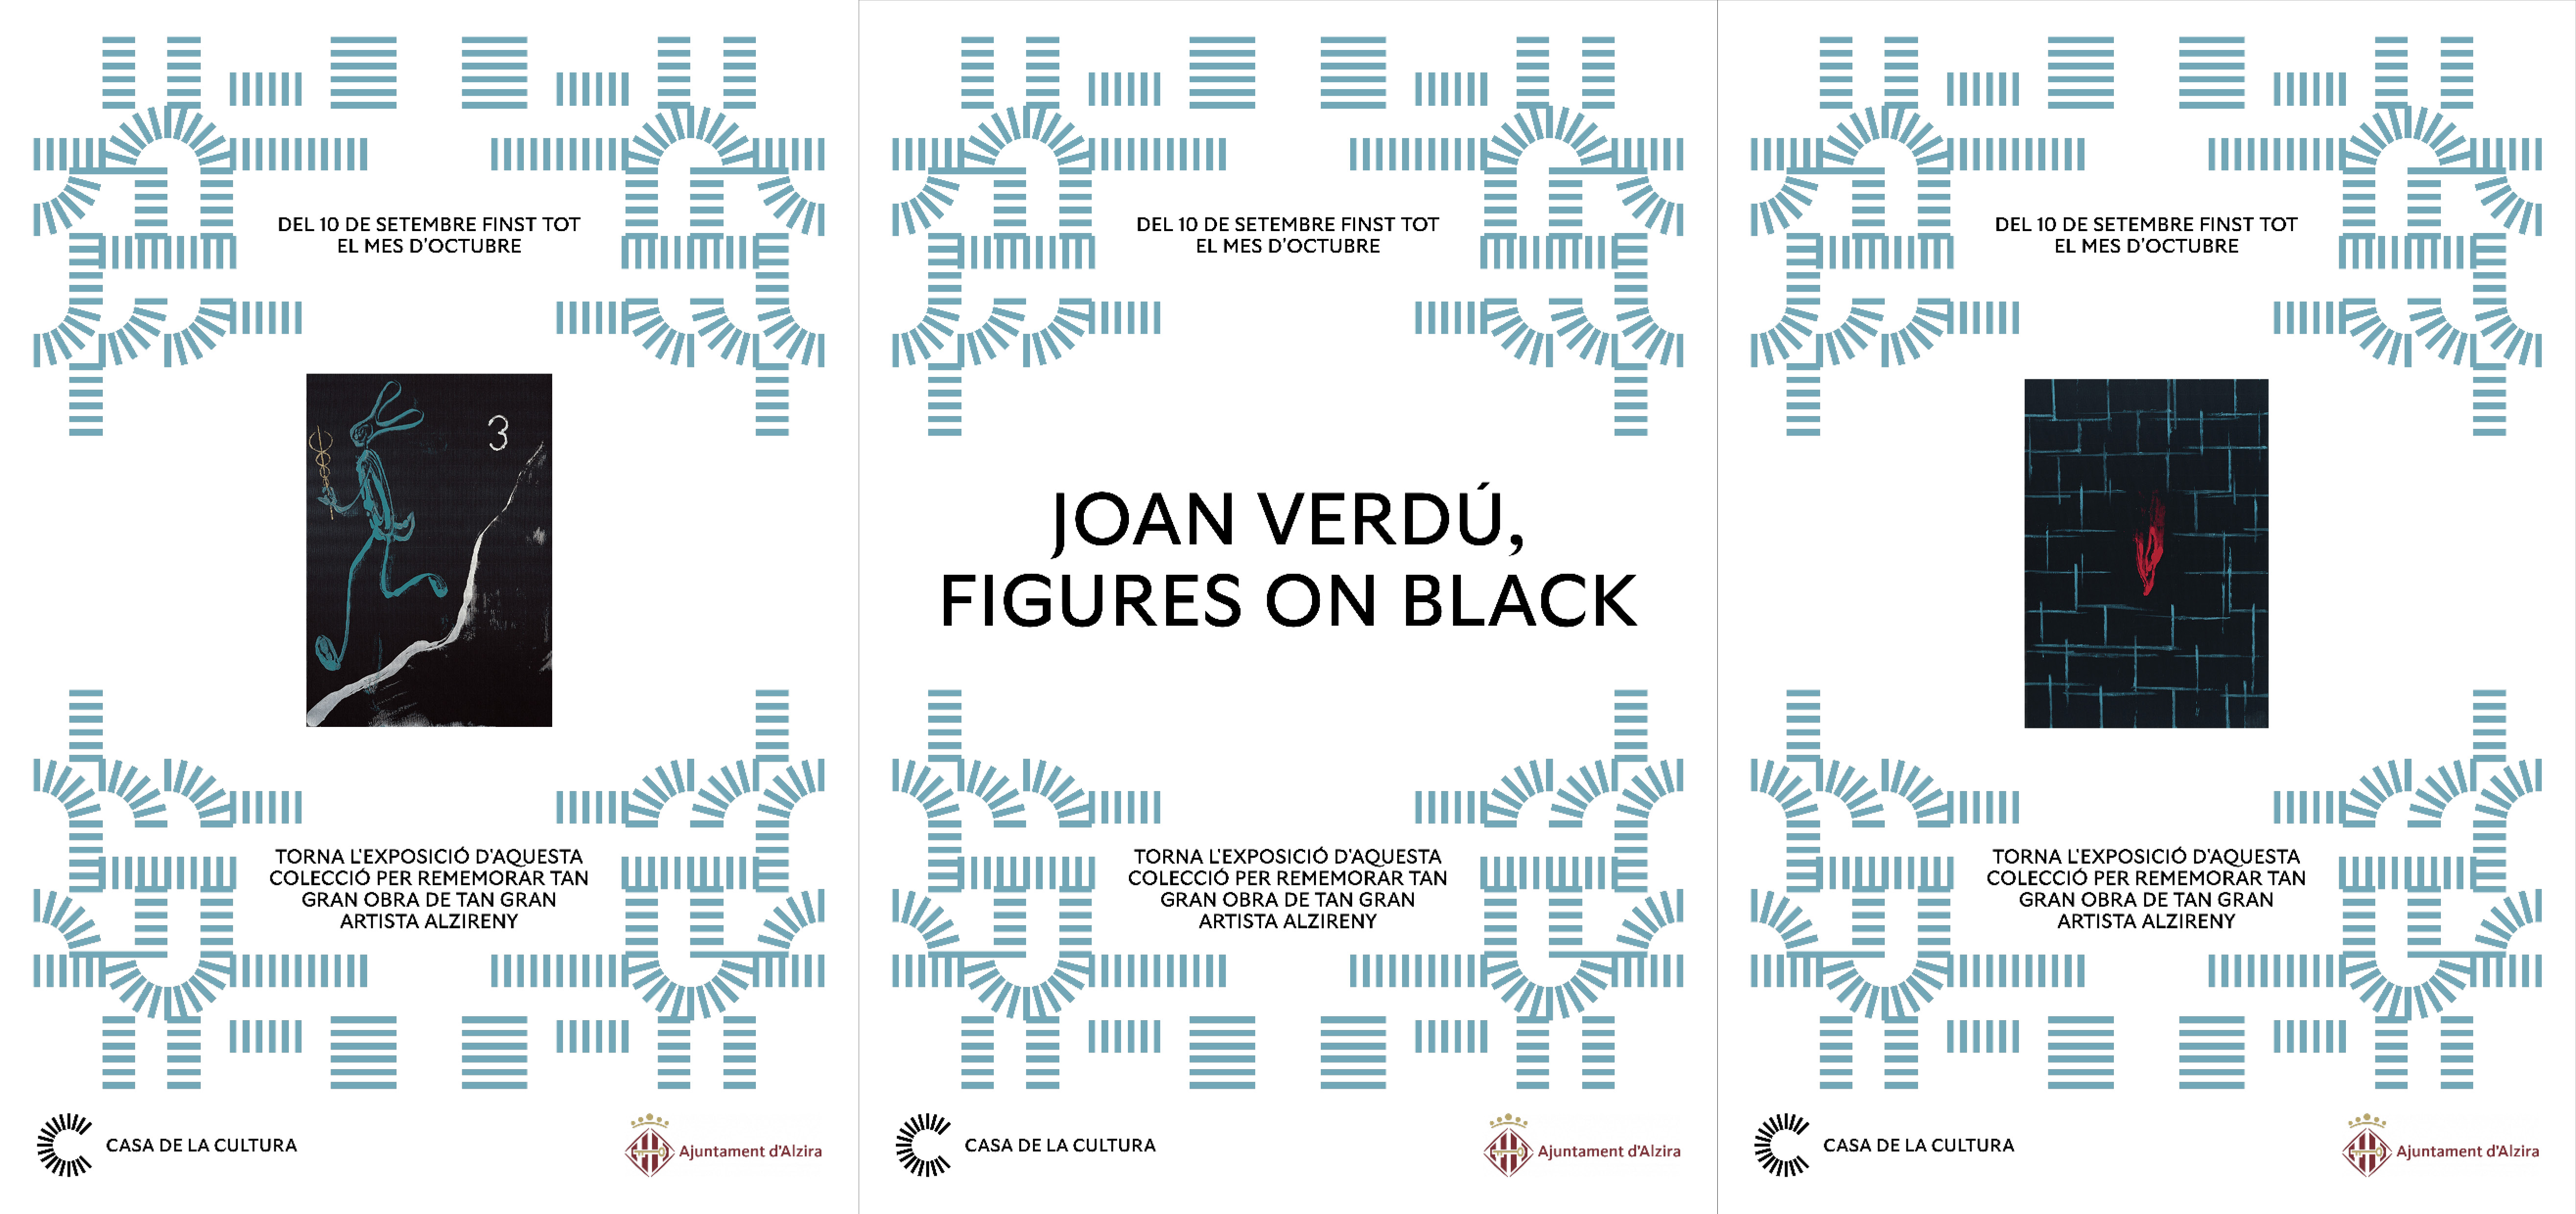 DEL 10 DE SETEMBRE FINST TOT
EL MES D'OCTUBRE
3
TORNA L'EXPOSICIÓ D'AQUESTA
COLECCIÓ PER REMEMORAR TAN
GRAN OBRA DE TAN GRAN
ARTISTA ALZIRENY
CASA DE LA CULTURA
Ajuntament d'Alzira
DEL 10 DE SETEMBRE FINST TOT
EL MES D'OCTUBRE
JOAN VERDÚ,
FIGURES ON BLACK
TORNA L'EXPOSICIÓ D'AQUESTA
COLECCIÓ PER REMEMORAR TAN
GRAN OBRA DE TAN GRAN
ARTISTA ALZIRENY
CASA DE LA CULTURA
Ajuntament d'Alzira
DEL 10 DE SETEMBRE FINST TOT
EL MES D'OCTUBRE
TORNA L'EXPOSICIÓ D'AQUESTA
COLECCIÓ PER REMEMORAR TAN
GRAN OBRA DE TAN GRAN
ARTISTA ALZIRENY
CASA DE LA CULTURA
Ajuntament d'Alzira